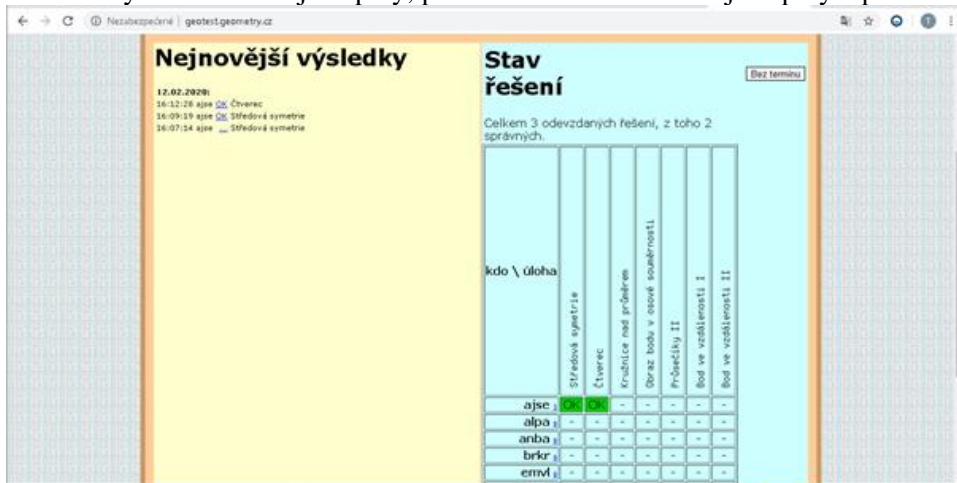 Nezabezpečené | geotest.geometry.cz
Nejnovější výsledky
12.02.2020:
16:12:28 ajse OK Čtverec
16:09:19 ajse OK Středová symetrie
16:07:14 ajse ... Středová symetrie
Stav
řešení
Bez termínu
Celkem 3 odevzdaných řešení, z toho 2
správných.
kdo \ úloha
Středová symetrie
Čtverec
Kružnice nad průměrem
Obraz bodu v osové souměrnosti
Průsečíky II
Bod ve vzdálenosti I
Bod ve vzdálenosti II
ajse OK OK - - - - -
alpa - - - - - - -
anba - - - - - - -
brkr - - - - - - -
emvl - - - - - - -